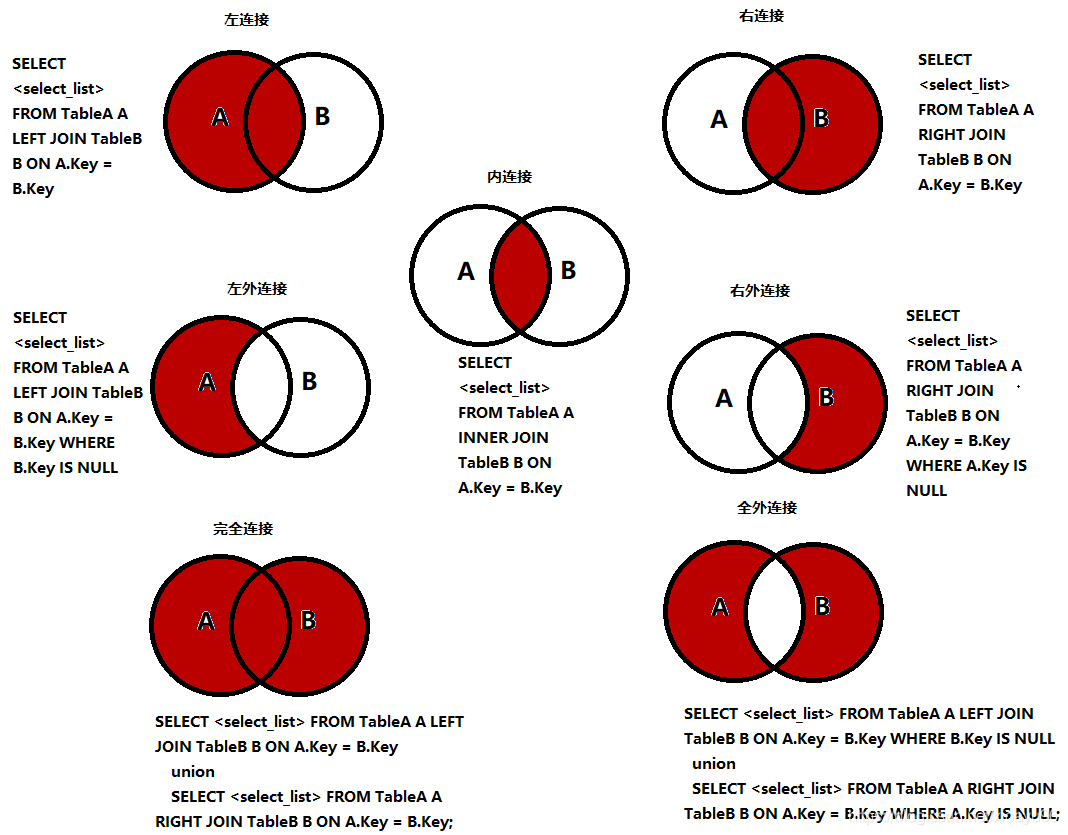 左连接
SELECT
<select_list>
FROM TableA A
LEFT JOIN TableB
B ON A.Key =
B.Key
A
B
右连接
A
B
SELECT
<select_list>
FROM TableA A
RIGHT JOIN
TableB B ON
A.Key = B.Key
内连接
A
B
SELECT
<select_list>
FROM TableA A
INNER JOIN
TableB B ON
A.Key = B.Key
左外连接
SELECT
<select_list>
FROM TableA A
LEFT JOIN TableB
B ON A.Key =
B.Key WHERE
B.Key IS NULL
A
B
右外连接
A
B
SELECT
<select_list>
FROM TableA A
RIGHT JOIN
TableB B ON
A.Key = B.Key
WHERE A.Key IS
NULL
完全连接
A
B
SELECT <select_list> FROM TableA A LEFT
JOIN TableB B ON A.Key = B.Key
union
SELECT <select_list> FROM TableA A
RIGHT JOIN TableB B ON A.Key = B.Key;
全外连接
A
B
SELECT <select_list> FROM TableA A LEFT JOIN
TableB B ON A.Key = B.Key WHERE B.Key IS NULL
union
SELECT <select_list> FROM TableA A RIGHT JOIN
TableB B ON A.Key = B.Key WHERE A.Key IS NULL;